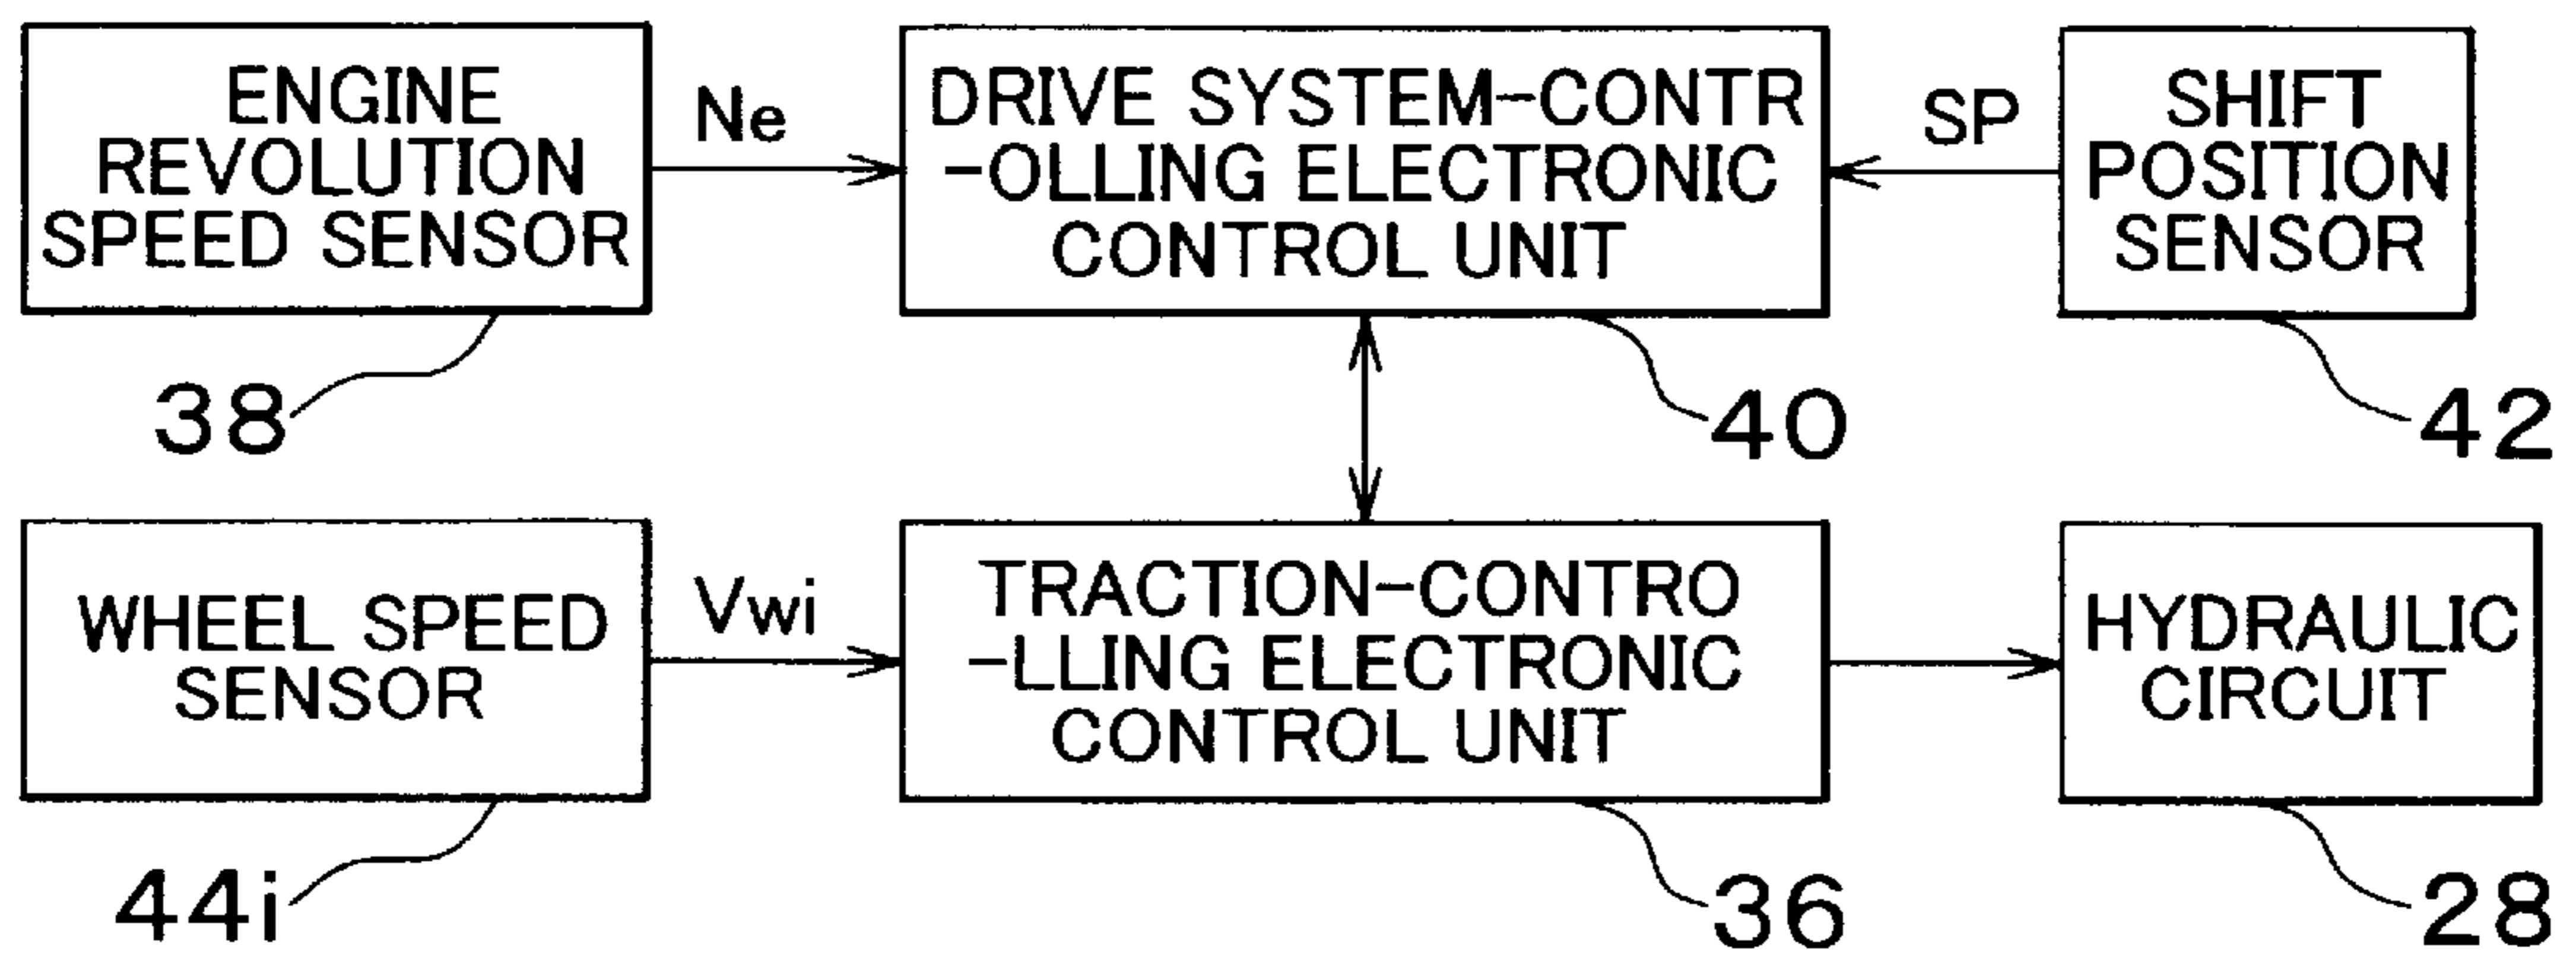 ENGINE
REVOLUTION
SPEED SENSOR
Ne
DRIVE SYSTEM-CONTR
-OLLING ELECTRONIC
CONTROL UNIT
SP
SHIFT
POSITION
SENSOR
38
40
42
WHEEL SPEED
SENSOR
Vwi
TRACTION-CONTRO
-LLING ELECTRONIC
CONTROL UNIT
HYDRAULIC
CIRCUIT
44i
36
28